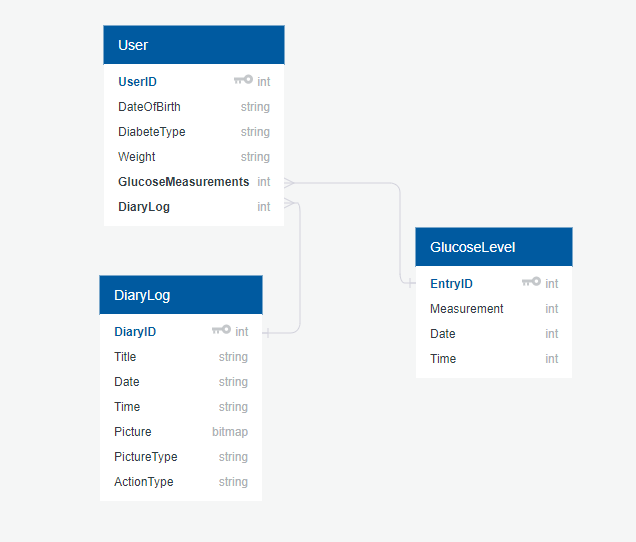 User
UserID int
DateOfBirth string
DiabeteType string
Weight string
GlucoseMeasurements int
DiaryLog int
GlucoseLevel
EntryID int
Measurement int
Date int
Time int
DiaryLog
DiaryID int
Title string
Date string
Time string
Picture bitmap
PictureType string
ActionType string